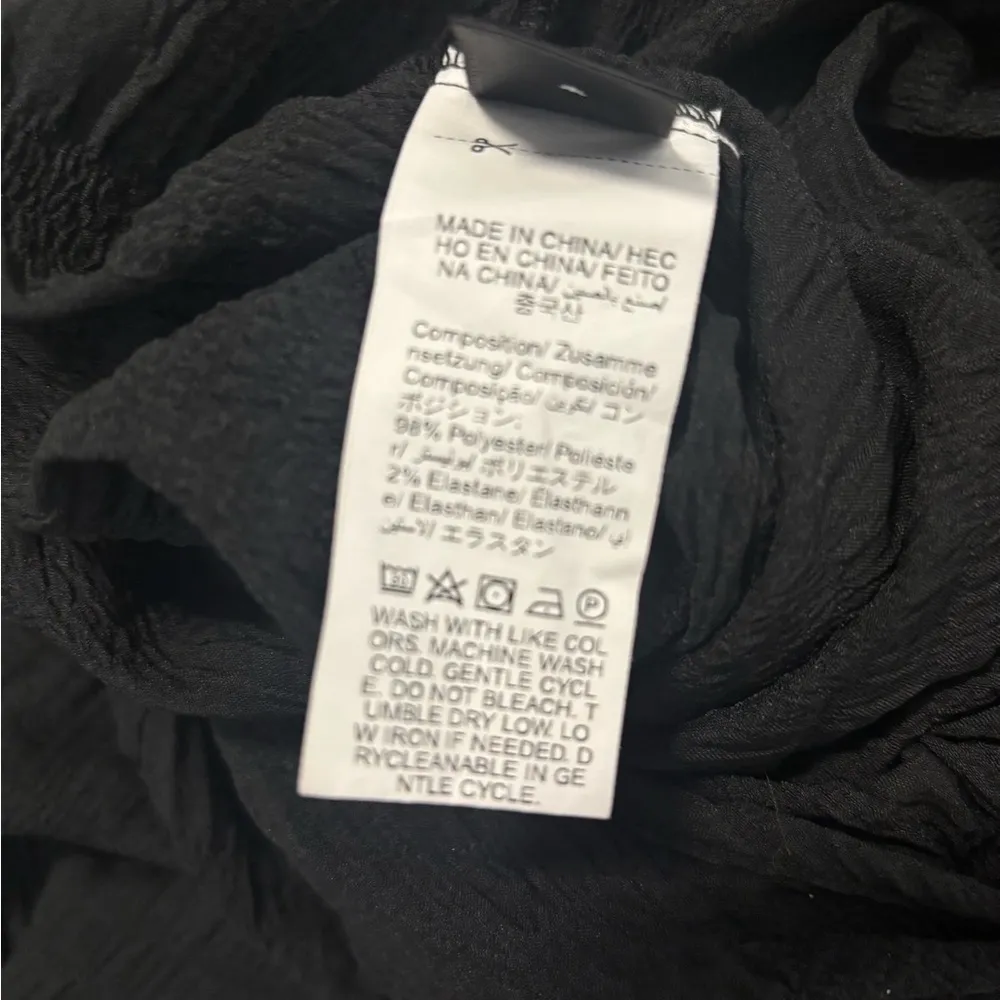 MADE IN CHINA/ HEC
HO EN CHINA/ FEITO
NA CHINA/ صنع بالصين/
중국산
Composition/ Zusamme
nsetzung/ Composición/
Composição/ تكوين/ コン
ポジション:
98% Polyester/ Poliéste
r/ بوليستر/ ポリエステル
2% Elastane/ Élasthann
e/ Elasthan/ Elastano/
エラスタン
P
WASH WITH LIKE COL
ORS. MACHINE WASH
COLD. GENTLE CYCL
E. DO NOT BLEACH. T
UMBLE DRY LOW. LO
W IRON IF NEEDED. D
RYCLEANABLE IN GE
NTLE CYCLE.